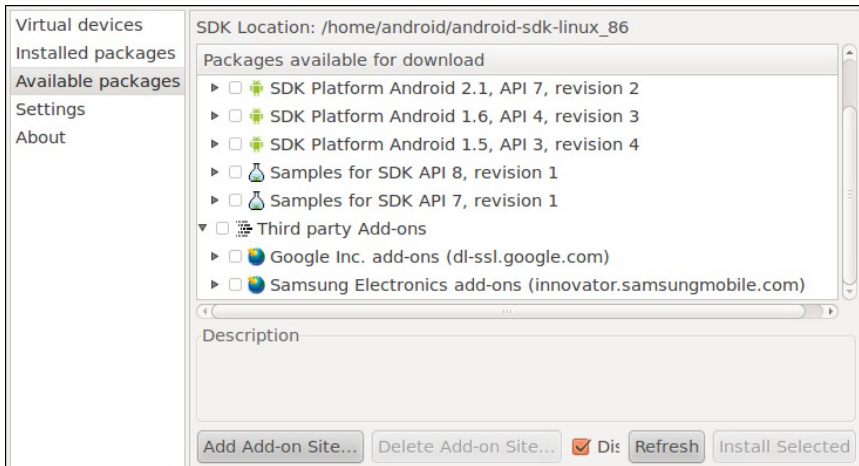 Virtual devices
Installed packages
Available packages
Settings
About
SDK Location: /home/android/android-sdk-linux_86
Packages available for download
SDK Platform Android 2.1, API 7, revision 2
SDK Platform Android 1.6, API 4, revision 3
SDK Platform Android 1.5, API 3, revision 4
Samples for SDK API 8, revision 1
Samples for SDK API 7, revision 1
Third party Add-ons
Google Inc. add-ons (dl-ssl.google.com)
Samsung Electronics add-ons (innovator.samsungmobile.com)
Description
Add Add-on Site... Delete Add-on Site... Refresh Install Selected